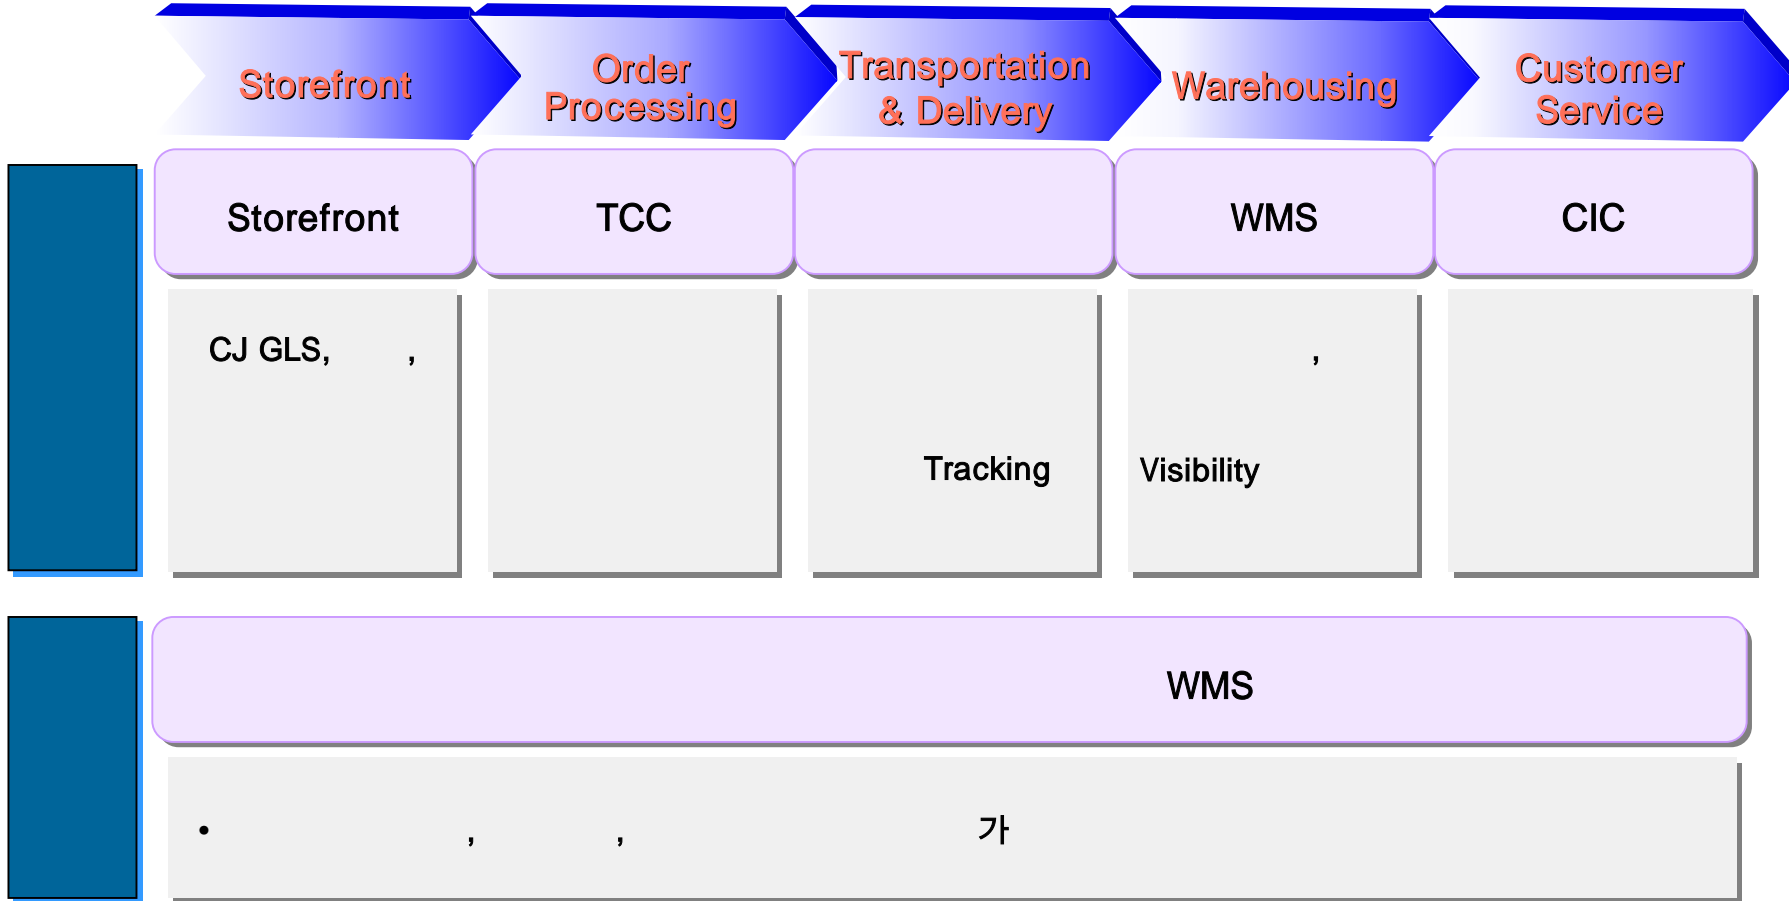 Storefront
Order
Processing
Transportation
& Delivery
Warehousing
Customer
Service
Storefront
TCC
WMS
CIC
CJ GLS, ,
,
Tracking
Visibility
WMS
• , , 가